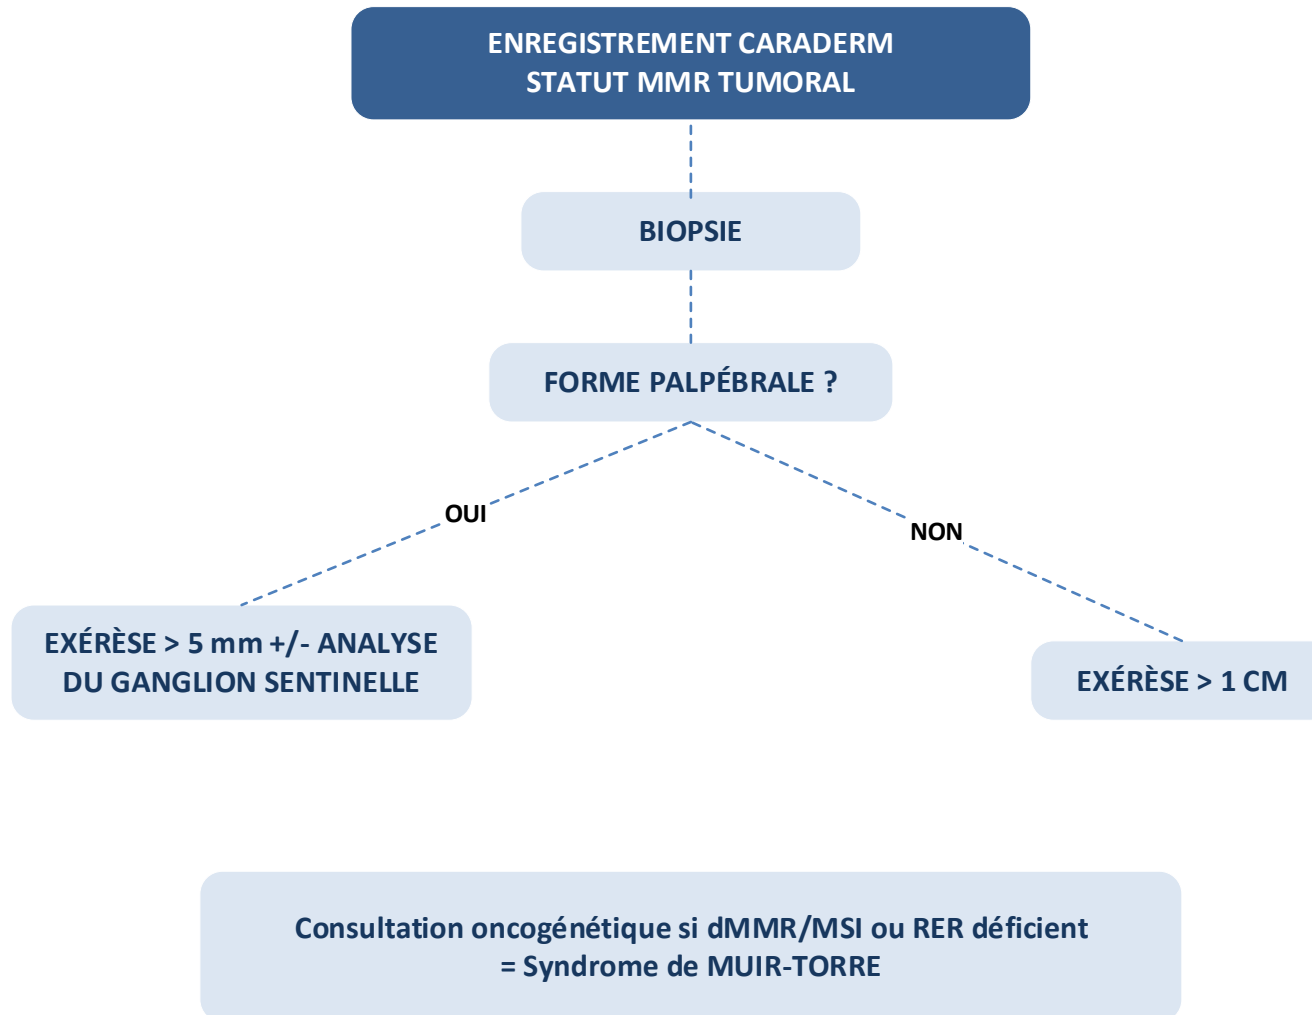 ENREGISTREMENT CARADERM
STATUT MMR TUMORAL
BIOPSIE
FORME PALPÉBRALE ?
OUI
NON
EXÉRÈSE > 5 mm +/- ANALYSE
DU GANGLION SENTINELLE
EXÉRÈSE > 1 CM
Consultation oncogénétique si dMMR/MSI ou RER déficient
= Syndrome de MUIR-TORRE